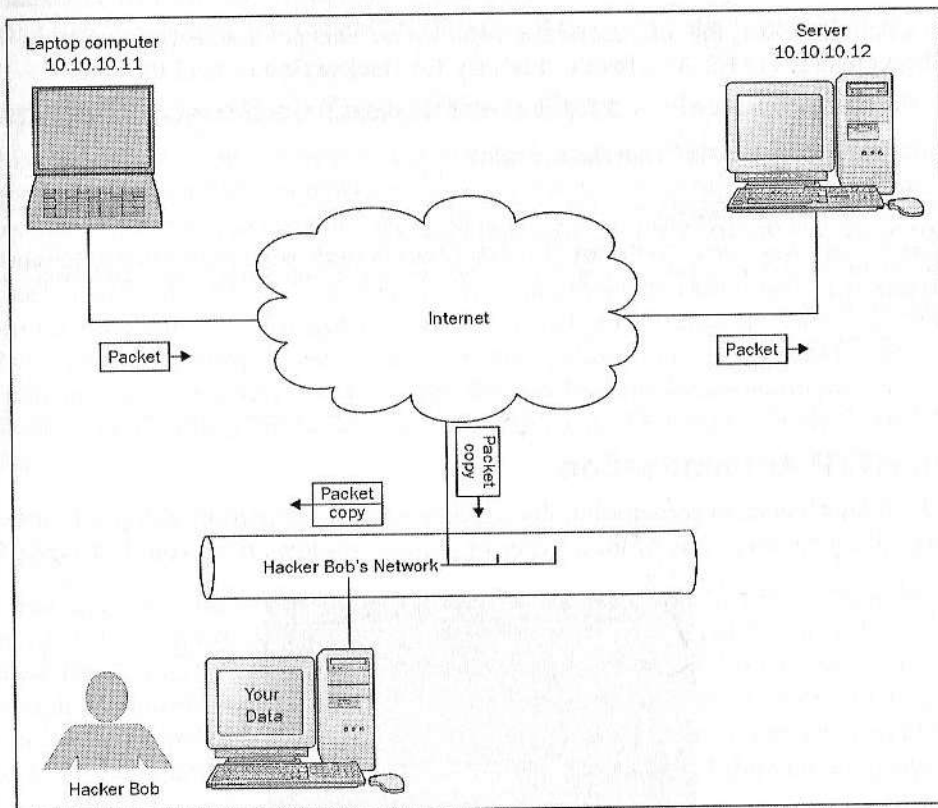 Laptop computer
10.10.10.11
Server
10.10.10.12
Internet
Packet
Packet
Packet
copy
Packet
copy
Hacker Bob's Network
Your
Data
Hacker Bob